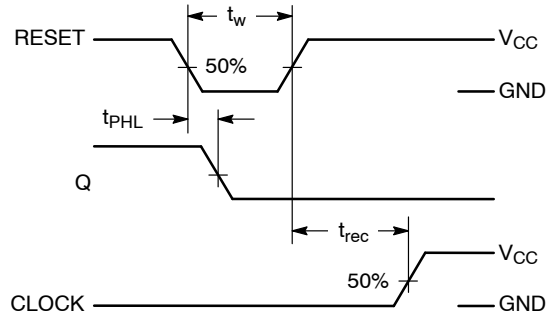 t_w
RESET
V_CC
50%
GND
t_PHL
Q
t_rec
V_CC
50%
CLOCK
GND